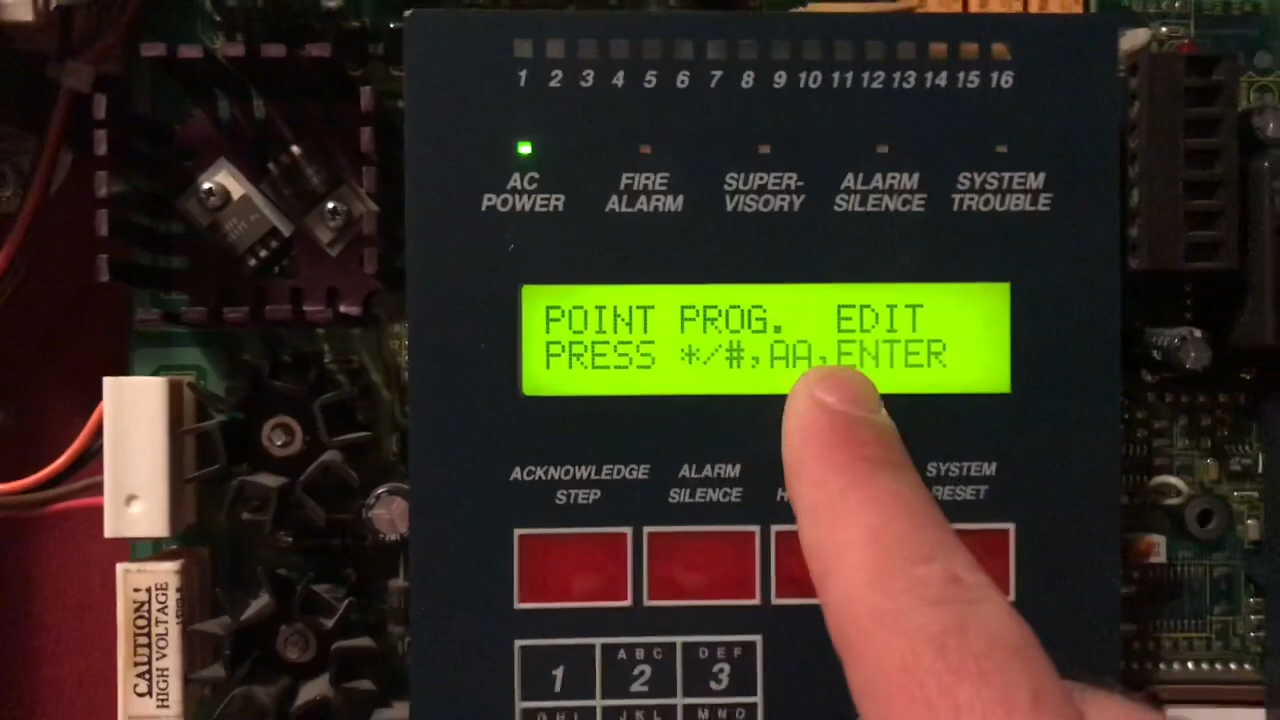 1 2 3 4 5 6 7 8 9 10 11 12 13 14 15 16
AC POWER
FIRE ALARM
SUPER-VISORY
ALARM SILENCE
SYSTEM TROUBLE
POINT PROG. EDIT
PRESS */#,AA,ENTER
ACKNOWLEDGE STEP
ALARM SILENCE
SYSTEM RESET
CAUTION!
HIGH VOLTAGE
1
ABC
2
DEF
3